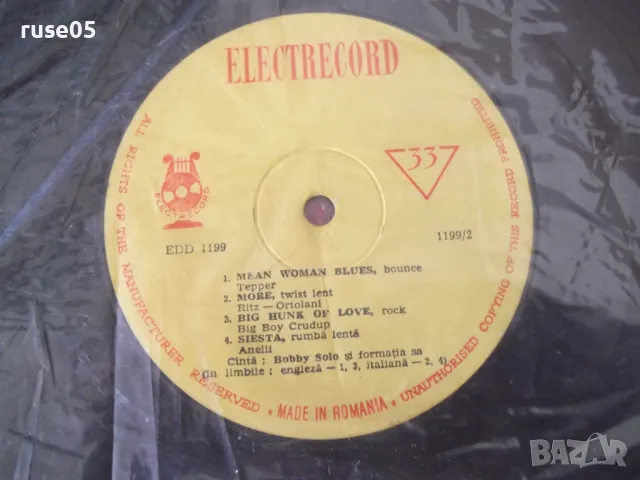 ruse05
ELECTRECORD
ALL RIGHTS OF THE MANUFACTURER RESERVED • MADE IN ROMANIA • UNAUTHORISED COPYING OF THIS RECORD PROHIBITED
ELECTRECORD
33
EDD 1199
1199/2
1. MEAN WOMAN BLUES, bounce
Tepper
2. MORE, twist lent
Ritz — Ortolani
3. BIG HUNK OF LOVE, rock
Big Boy Crudup
4. SIESTA, rumbă lentă
Anelli
Cîntă : Bobby Solo și formația sa
(în limbile : engleză — 1, 3, italiană — 2, 4)
BAZAR
bg